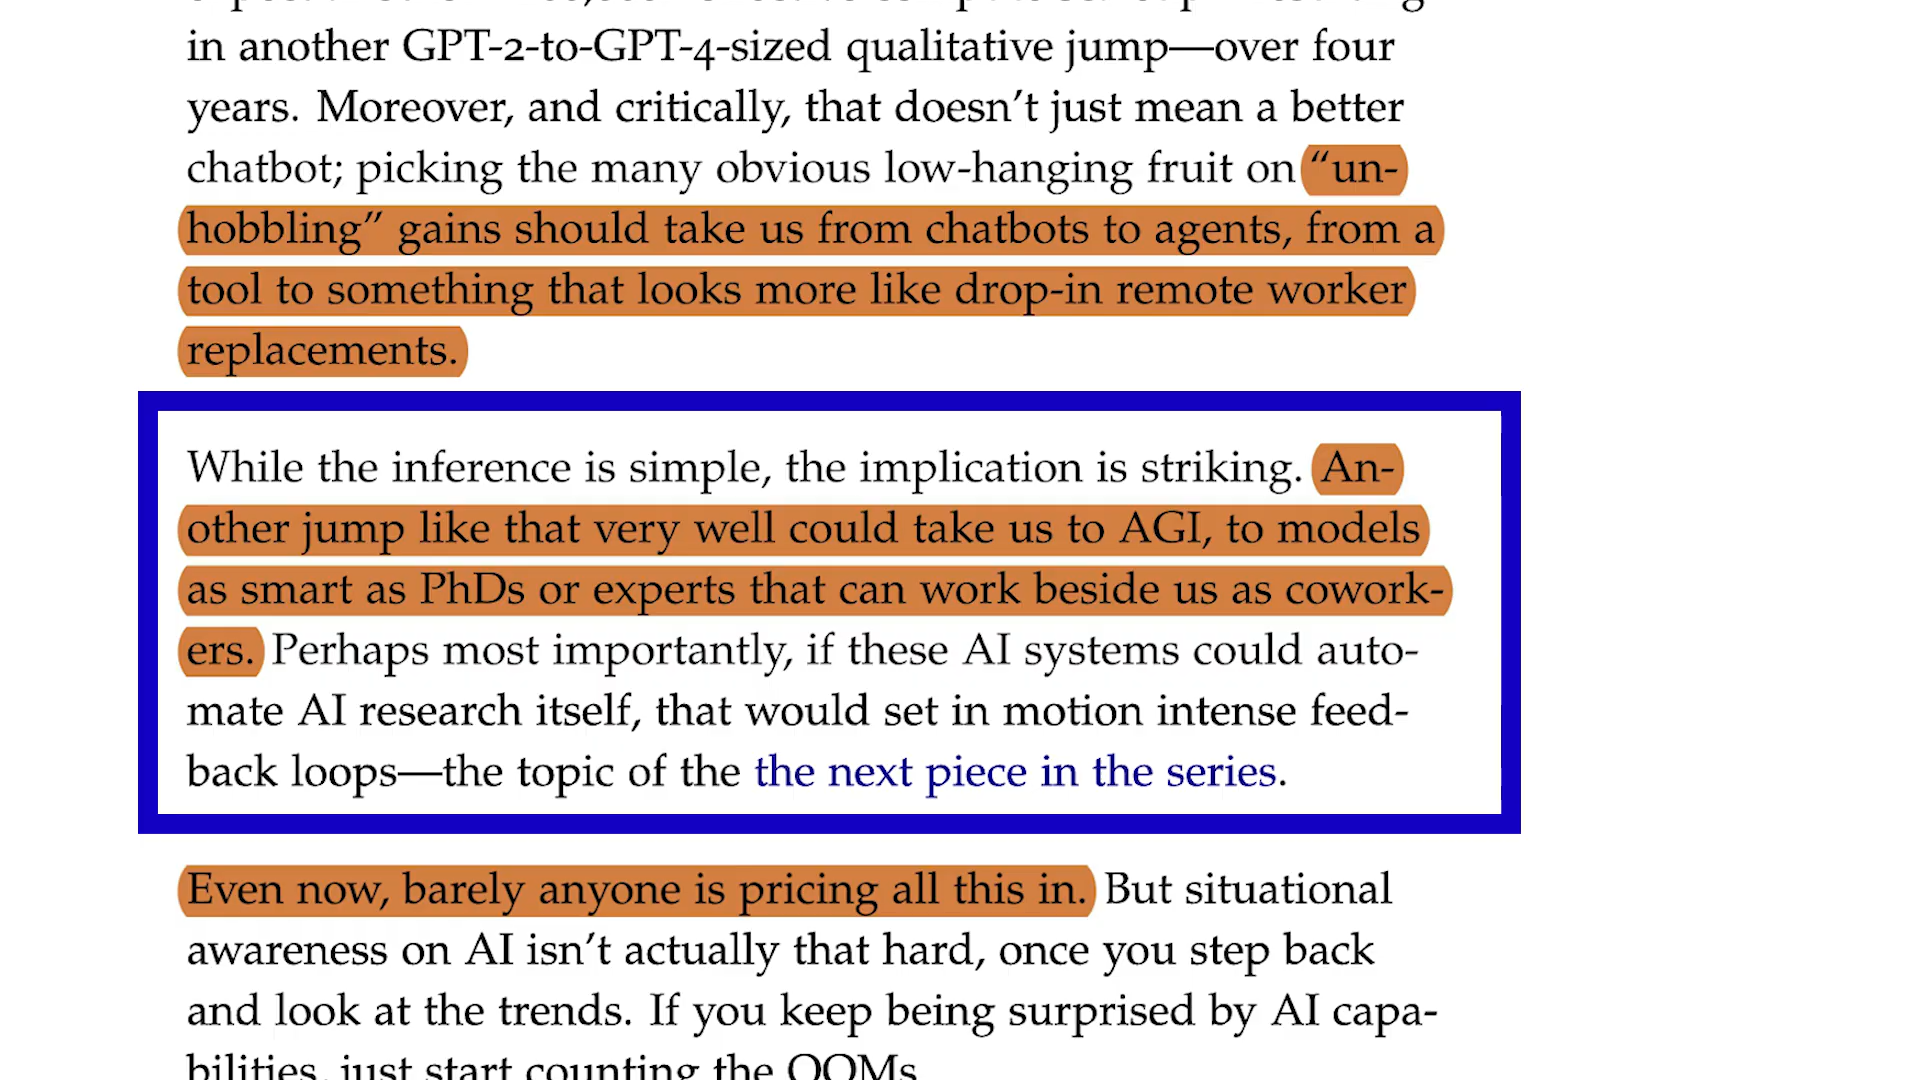 in another GPT-2-to-GPT-4-sized qualitative jump—over four
years. Moreover, and critically, that doesn’t just mean a better
chatbot; picking the many obvious low-hanging fruit on “un-
hobbling” gains should take us from chatbots to agents, from a
tool to something that looks more like drop-in remote worker
replacements.
While the inference is simple, the implication is striking. An-
other jump like that very well could take us to AGI, to models
as smart as PhDs or experts that can work beside us as cowork-
ers. Perhaps most importantly, if these AI systems could auto-
mate AI research itself, that would set in motion intense feed-
back loops—the topic of the the next piece in the series.
Even now, barely anyone is pricing all this in. But situational
awareness on AI isn’t actually that hard, once you step back
and look at the trends. If you keep being surprised by AI capa-
bilities, just start counting the OOMs